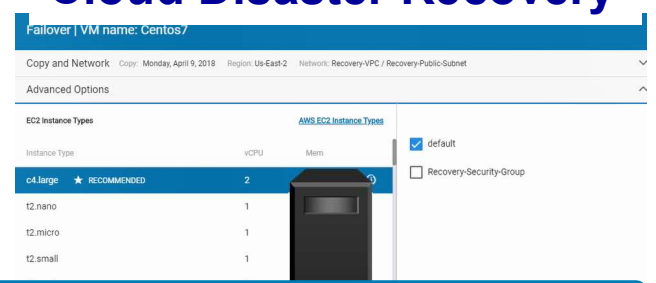 Cloud Disaster Recovery
Failover | VM name: Centos7
Copy and Network Copy: Monday, April 9, 2018 Region: Us-East-2 Network: Recovery-VPC / Recovery-Public-Subnet
Advanced Options
EC2 Instance Types AWS EC2 Instance Types
default
Instance Type vCPU Mem
Recovery-Security-Group
c4.large ★ RECOMMENDED 2
t2.nano 1
t2.micro 1
t2.small 1